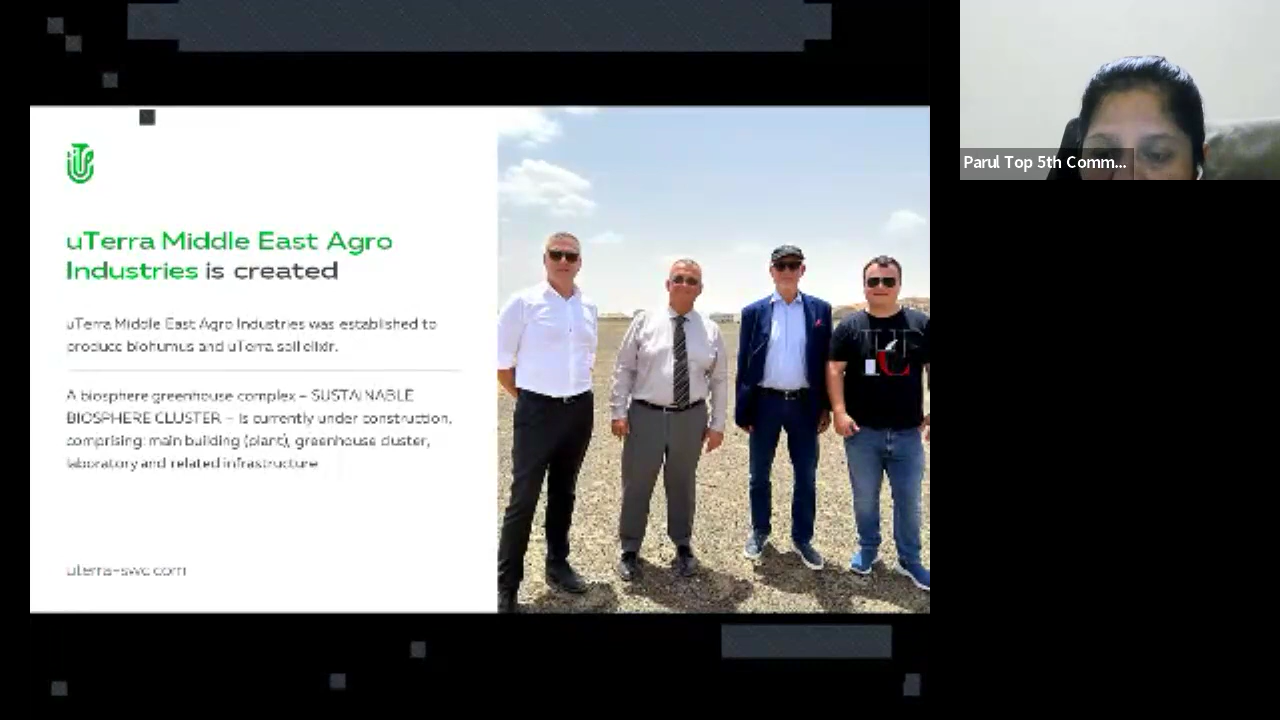 uTerra Middle East Agro
Industries is created
uTerra Middle East Agro Industries was established to
produce biohumus and uTerra soil elixir.
A biosphere greenhouse complex – SUSTAINABLE
BIOSPHERE CLUSTER – is currently under construction,
comprising: main building (plant), greenhouse cluster,
laboratory and related infrastructure
uterra-swc.com
Parul Top 5th Comm...